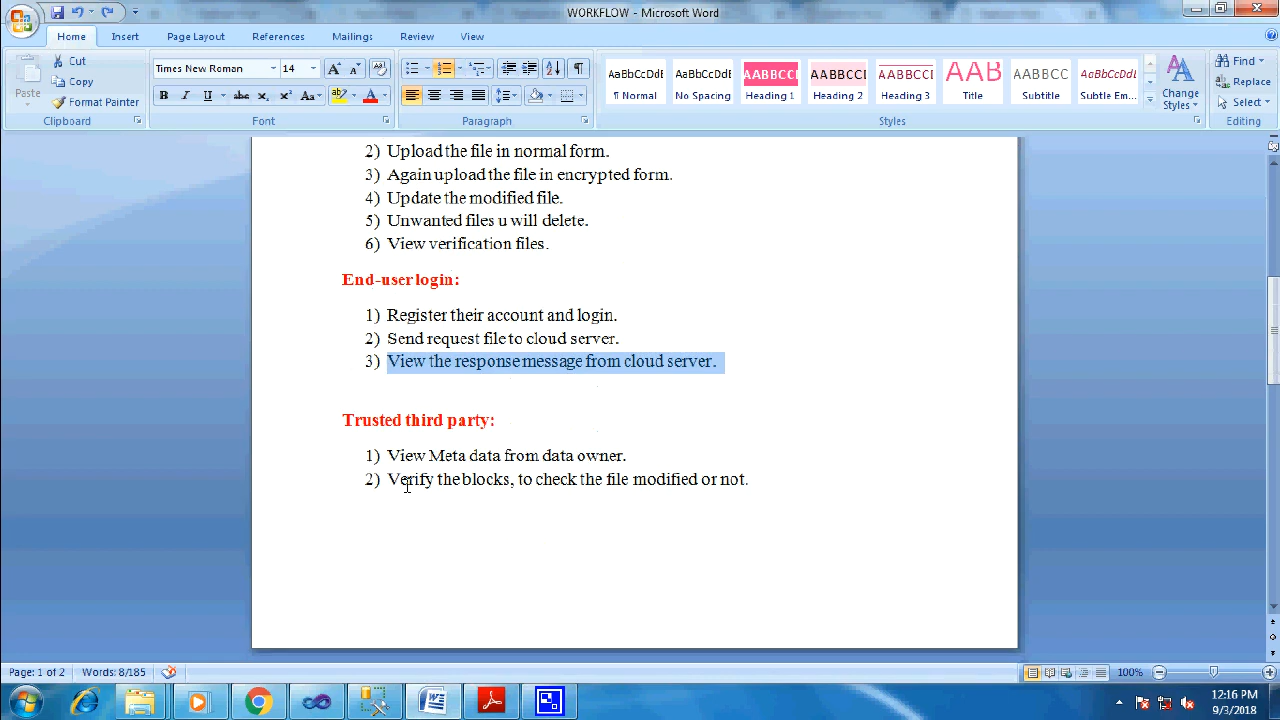 WORKFLOW - Microsoft Word
Home Insert Page Layout References Mailings Review View
Paste
Cut
Copy
Format Painter
Clipboard
Times New Roman 14
B I U abc x₂ x² Aa A
Font
Paragraph
AaBbCcDdE AaBbCcDdE AABBCCI AABBCC AABBCCI AAB AABBCC AaBbCcDdI
¶ Normal No Spacing Heading 1 Heading 2 Heading 3 Title Subtitle Subtle Em...
Change Styles
Styles
Find
Replace
Select
Editing
2) Upload the file in normal form.
3) Again upload the file in encrypted form.
4) Update the modified file.
5) Unwanted files u will delete.
6) View verification files.
End-user login:
1) Register their account and login.
2) Send request file to cloud server.
3) View the response message from cloud server.
Trusted third party:
1) View Meta data from data owner.
2) Verify the blocks, to check the file modified or not.
Page: 1 of 2 Words: 8/185 100%
12:16 PM
9/3/2018